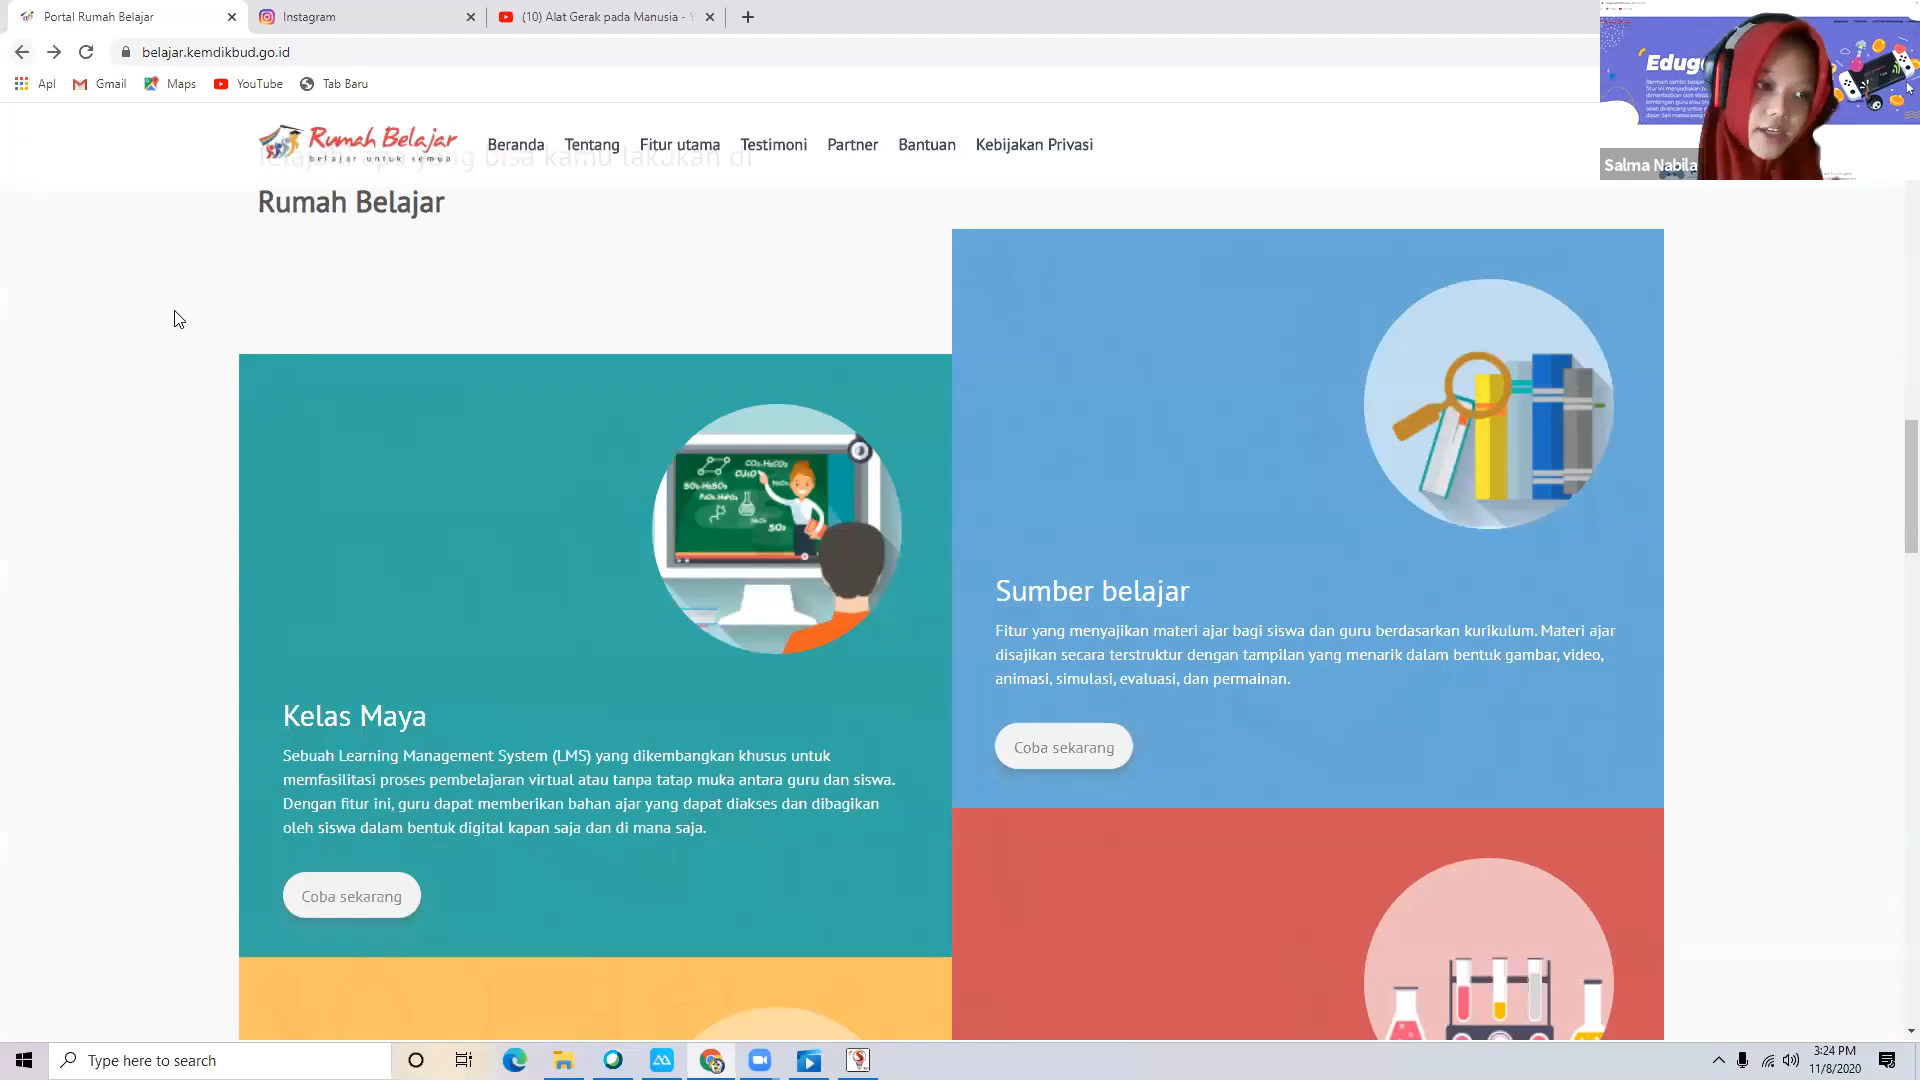 Portal Rumah Belajar
Instagram
(10) Alat Gerak pada Manusia -
belajar.kemdikbud.go.id
Apl
Gmail
Maps
YouTube
Tab Baru
Rumah Belajar
belajar untuk semua
Beranda
Tentang
Fitur utama
Testimoni
Partner
Bantuan
Kebijakan Privasi
yang bisa kamu lakukan di
Rumah Belajar
Salma Nabila
Sumber belajar
Fitur yang menyajikan materi ajar bagi siswa dan guru berdasarkan kurikulum. Materi ajar
disajikan secara terstruktur dengan tampilan yang menarik dalam bentuk gambar, video,
animasi, simulasi, evaluasi, dan permainan.
Coba sekarang
Kelas Maya
Sebuah Learning Management System (LMS) yang dikembangkan khusus untuk
memfasilitasi proses pembelajaran virtual atau tanpa tatap muka antara guru dan siswa.
Dengan fitur ini, guru dapat memberikan bahan ajar yang dapat diakses dan dibagikan
oleh siswa dalam bentuk digital kapan saja dan di mana saja.
Coba sekarang
Type here to search
3:24 PM
11/8/2020